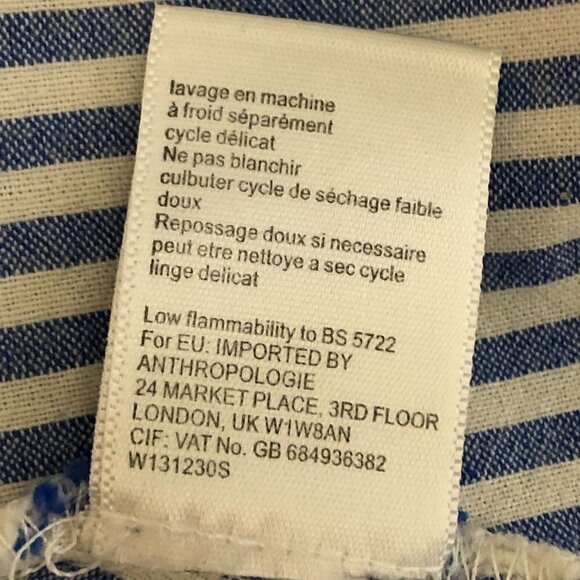 lavage en machine
à froid séparément
cycle délicat
Ne pas blanchir
culbuter cycle de séchage faible
doux
Repossage doux si necessaire
peut etre nettoye a sec cycle
linge delicat
Low flammability to BS 5722
For EU: IMPORTED BY
ANTHROPOLOGIE
24 MARKET PLACE, 3RD FLOOR
LONDON, UK W1W8AN
CIF: VAT No. GB 684936382
W131230S